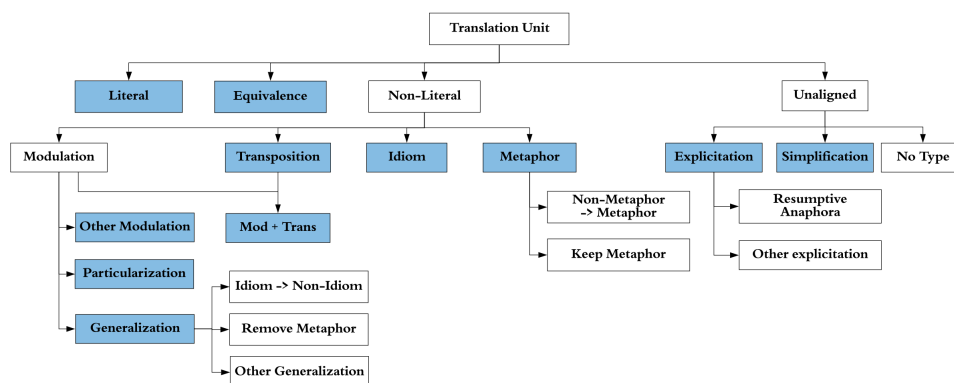 Translation Unit
Literal
Equivalence
Non-Literal
Unaligned
Modulation
Transposition
Idiom
Metaphor
Explicitation
Simplification
No Type
Other Modulation
Mod + Trans
Non-Metaphor
-> Metaphor
Resumptive
Anaphora
Particularization
Keep Metaphor
Other explicitation
Generalization
Idiom -> Non-Idiom
Remove Metaphor
Other Generalization